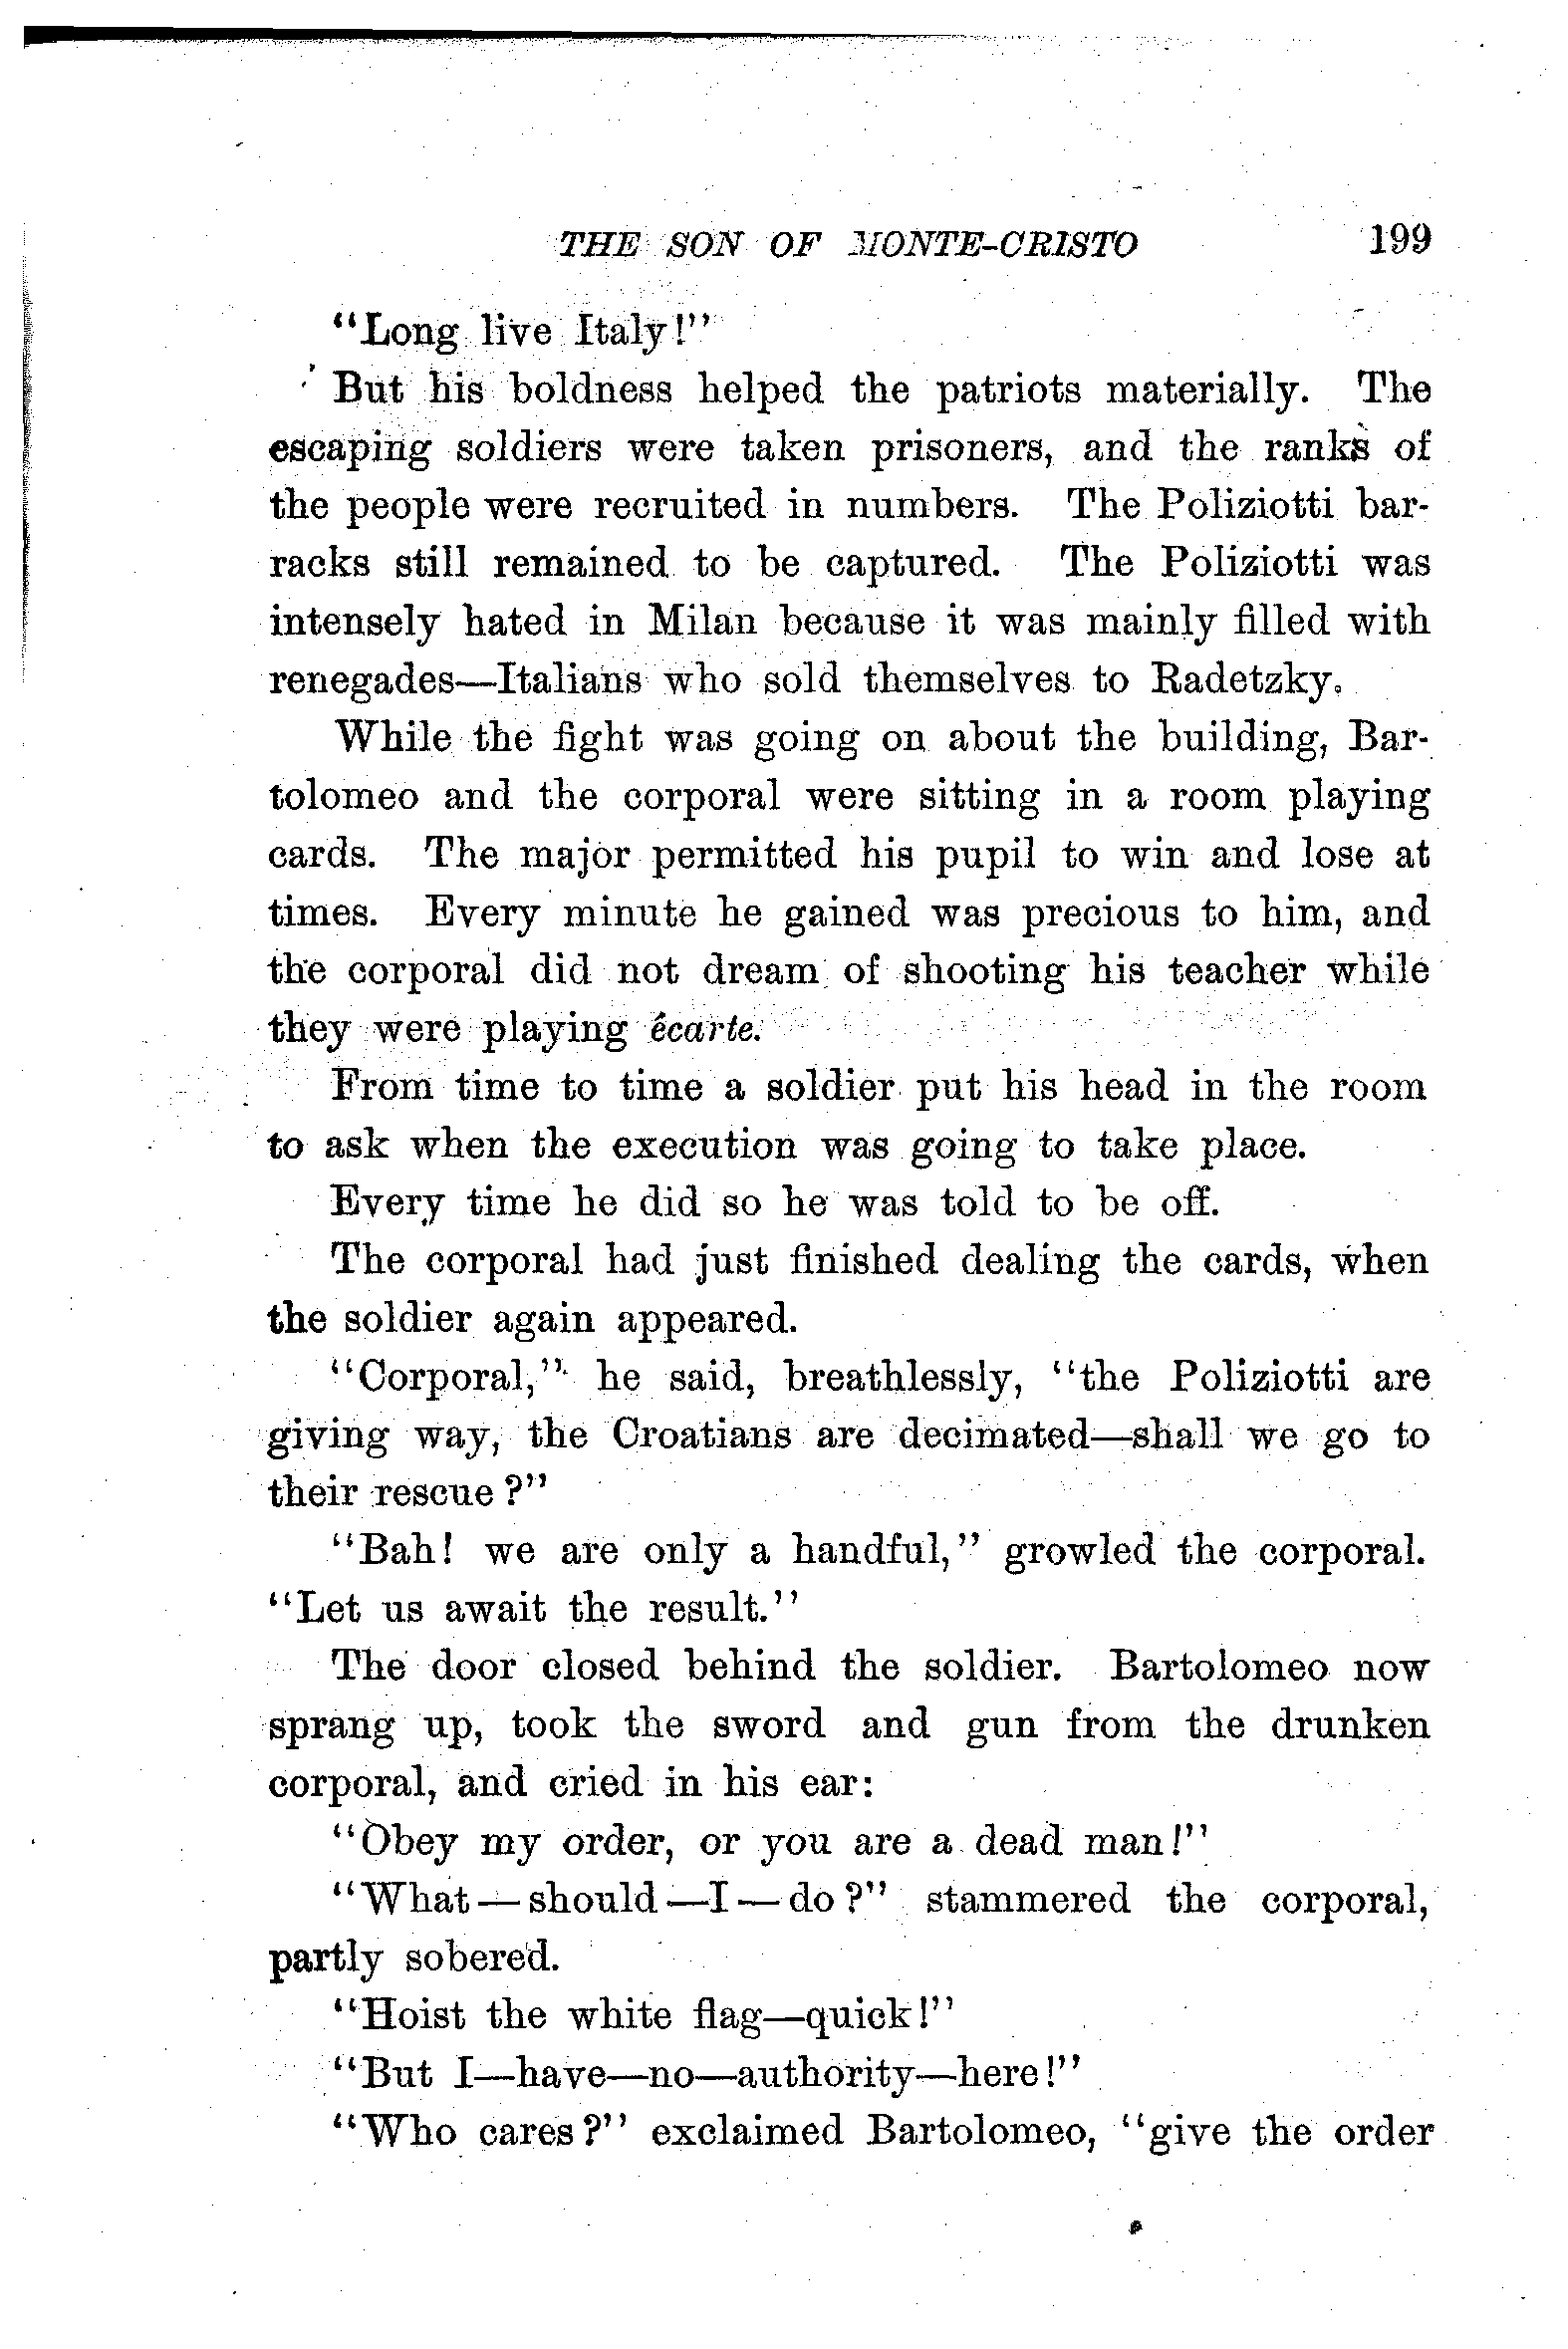 THE SON OF MONTE-CRISTO 199
"Long live Italy!"
But his boldness helped the patriots materially. The
escaping soldiers were taken prisoners, and the ranks of
the people were recruited in numbers. The Poliziotti bar-
racks still remained to be captured. The Poliziotti was
intensely hated in Milan because it was mainly filled with
renegades—Italians who sold themselves to Radetzky.
While the fight was going on about the building, Bar-
tolomeo and the corporal were sitting in a room playing
cards. The major permitted his pupil to win and lose at
times. Every minute he gained was precious to him, and
the corporal did not dream of shooting his teacher while
they were playing écarte.
From time to time a soldier put his head in the room
to ask when the execution was going to take place.
Every time he did so he was told to be off.
The corporal had just finished dealing the cards, when
the soldier again appeared.
"Corporal," he said, breathlessly, "the Poliziotti are
giving way, the Croatians are decimated—shall we go to
their rescue?"
"Bah! we are only a handful," growled the corporal.
"Let us await the result."
The door closed behind the soldier. Bartolomeo now
sprang up, took the sword and gun from the drunken
corporal, and cried in his ear:
"Obey my order, or you are a dead man!"
"What—should—I—do?" stammered the corporal,
partly sobered.
"Hoist the white flag—quick!"
"But I—have—no—authority—here!"
"Who cares?" exclaimed Bartolomeo, "give the order